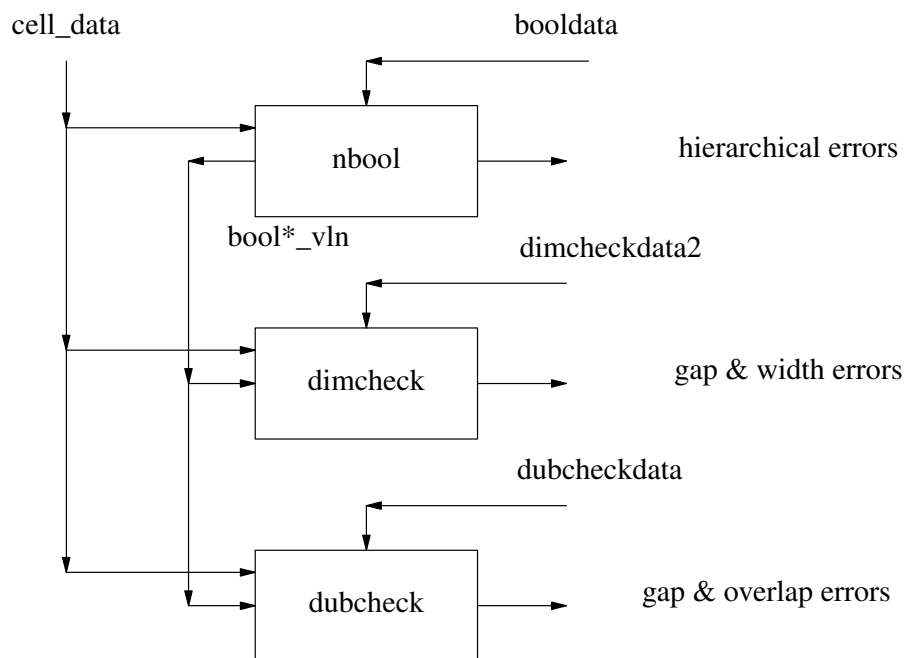 cell_data
booldata
nbool
hierarchical errors
bool*_vln
dimcheckdata2
dimcheck
gap & width errors
dubcheckdata
dubcheck
gap & overlap errors